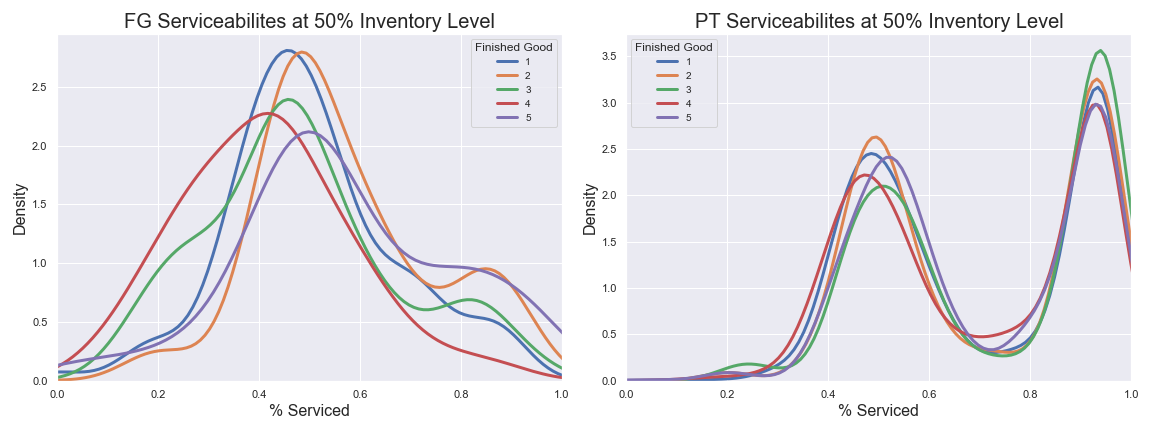 FG Serviceabilites at 50% Inventory Level
Finished Good
1
2
3
4
5
Density
2.5
2.0
1.5
1.0
0.5
0.0
0.0 0.2 0.4 0.6 0.8 1.0
% Serviced
PT Serviceabilites at 50% Inventory Level
Finished Good
1
2
3
4
5
Density
3.5
3.0
2.5
2.0
1.5
1.0
0.5
0.0
0.0 0.2 0.4 0.6 0.8 1.0
% Serviced